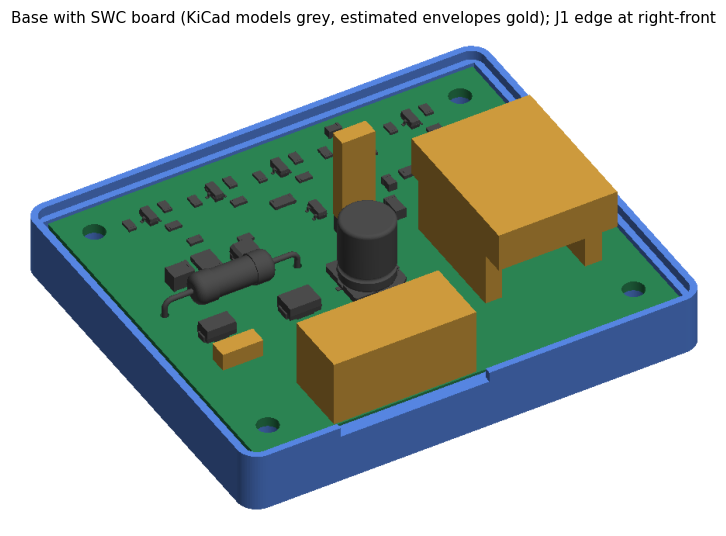 Base with SWC board (KiCad models grey, estimated envelopes gold); J1 edge at right-front